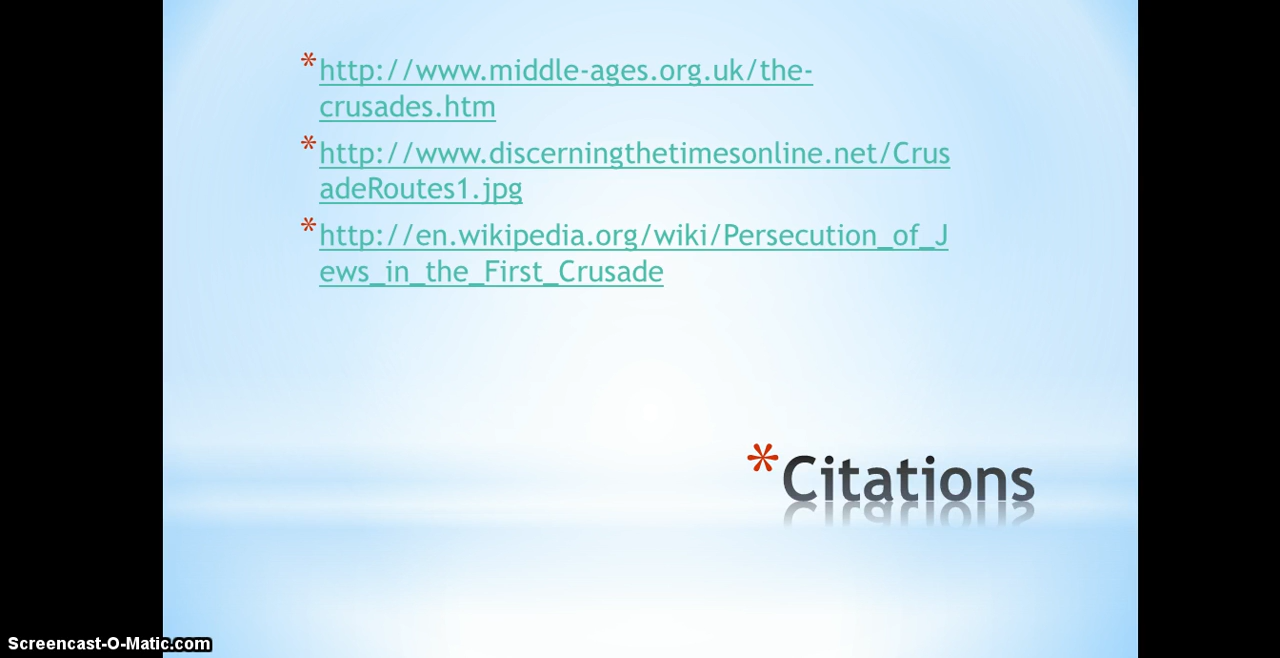 *http://www.middle-ages.org.uk/the-
crusades.htm
*http://www.discerningthetimesonline.net/Crus
adeRoutes1.jpg
*http://en.wikipedia.org/wiki/Persecution_of_J
ews_in_the_First_Crusade
*Citations
Screencast-O-Matic.com